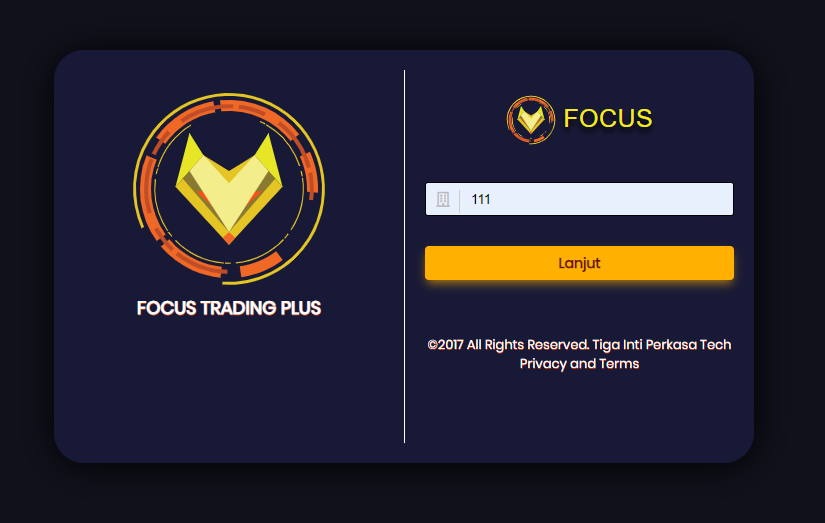 FOCUS TRADING PLUS
FOCUS
111
Lanjut
©2017 All Rights Reserved. Tiga Inti Perkasa Tech
Privacy and Terms